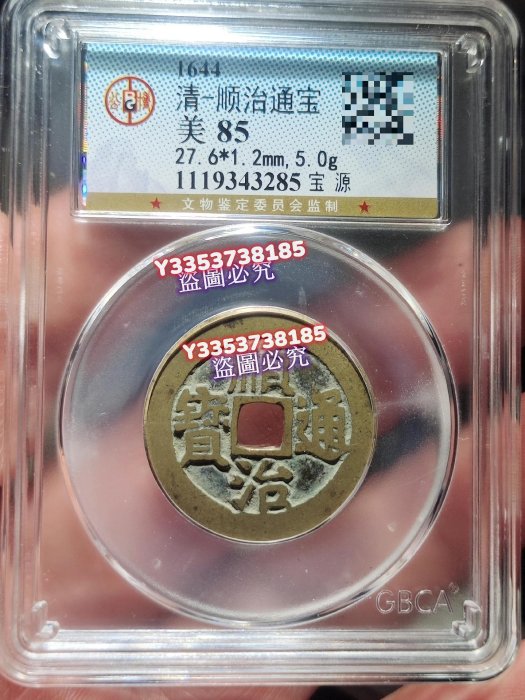 1644
清-顺治通宝
美 85
27.6*1.2mm,5.0g
1119343285 宝 源
★ 文物鉴定委员会监制 ★
Y3353738185
盜圖必究
Y3353738185
盜圖必究
順
寶 通
治
GBCA